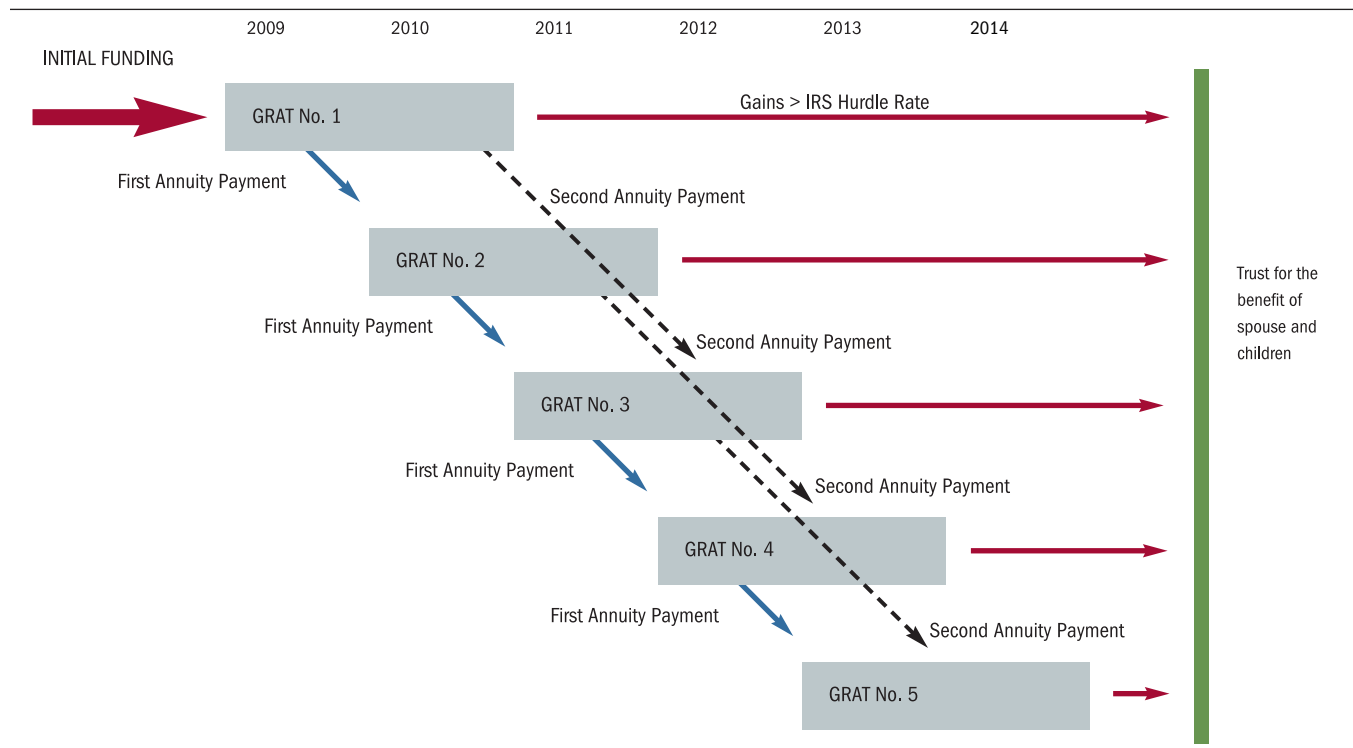 2009 2010 2011 2012 2013 2014
INITIAL FUNDING
GRAT No. 1
Gains > IRS Hurdle Rate
First Annuity Payment
Second Annuity Payment
GRAT No. 2
Trust for the
benefit of
spouse and
children
First Annuity Payment
Second Annuity Payment
GRAT No. 3
First Annuity Payment
Second Annuity Payment
GRAT No. 4
First Annuity Payment
Second Annuity Payment
GRAT No. 5